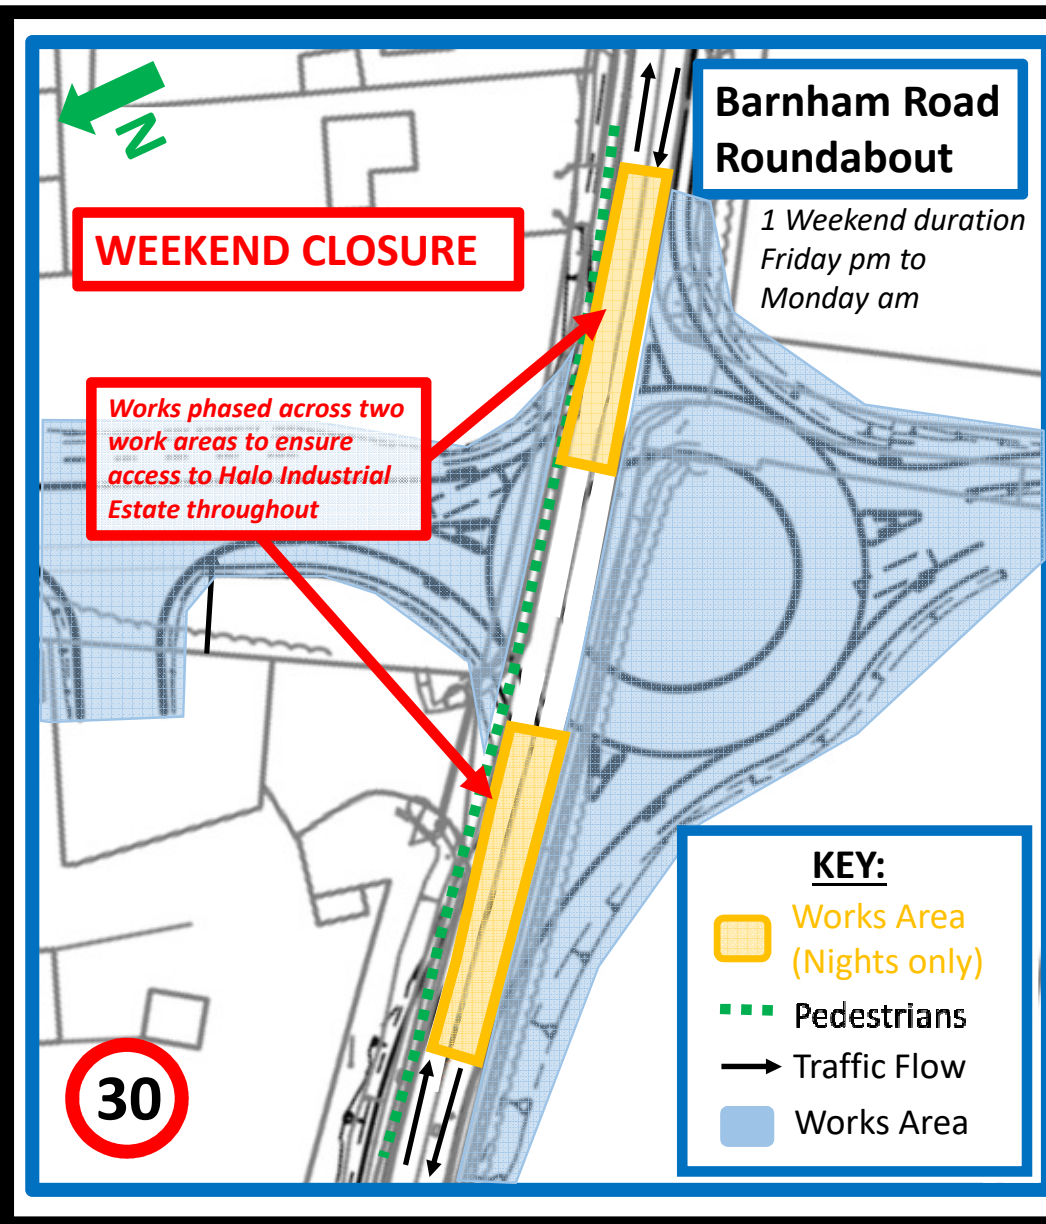 N
Barnham Road
Roundabout
1 Weekend duration
Friday pm to
Monday am
WEEKEND CLOSURE
Works phased across two
work areas to ensure
access to Halo Industrial
Estate throughout
30
KEY:
Works Area
(Nights only)
Pedestrians
Traffic Flow
Works Area